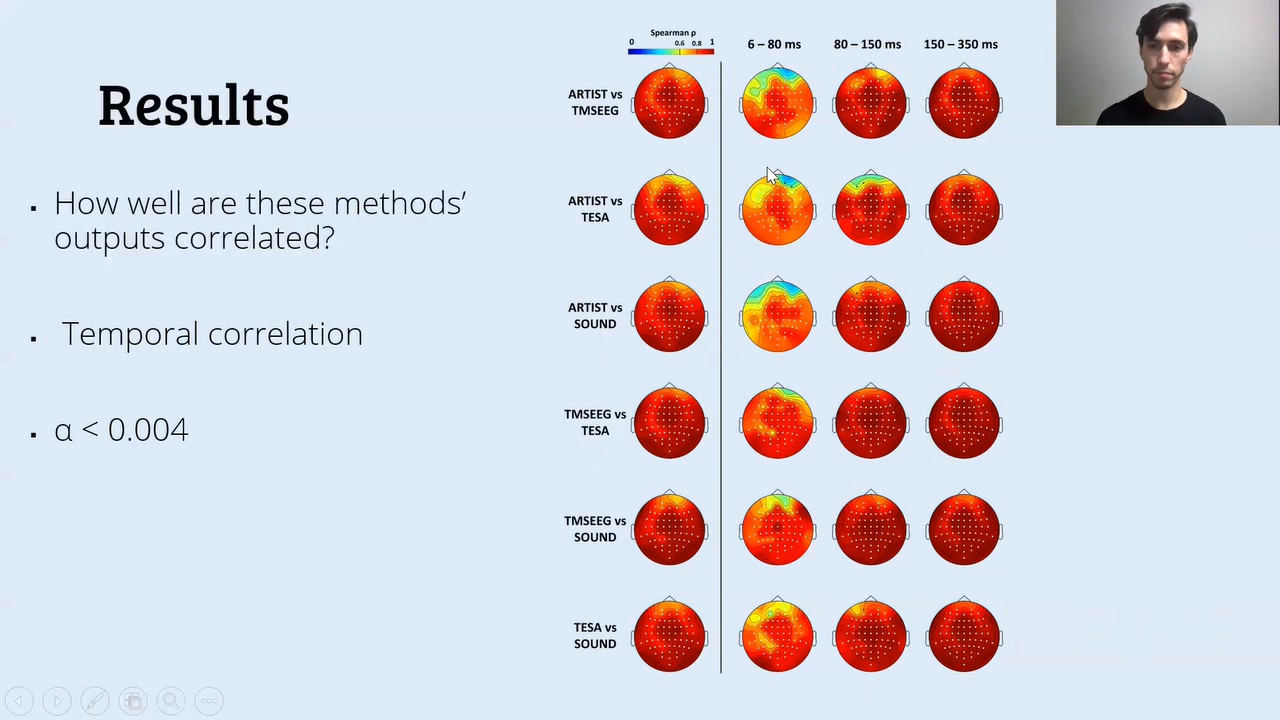 Results
▪ How well are these methods’
outputs correlated?
▪ Temporal correlation
▪ α < 0.004
Spearman ρ
0 0.6 0.8 1
6 – 80 ms 80 – 150 ms 150 – 350 ms
ARTIST vs
TMSEEG
ARTIST vs
TESA
ARTIST vs
SOUND
TMSEEG vs
TESA
TMSEEG vs
SOUND
TESA vs
SOUND